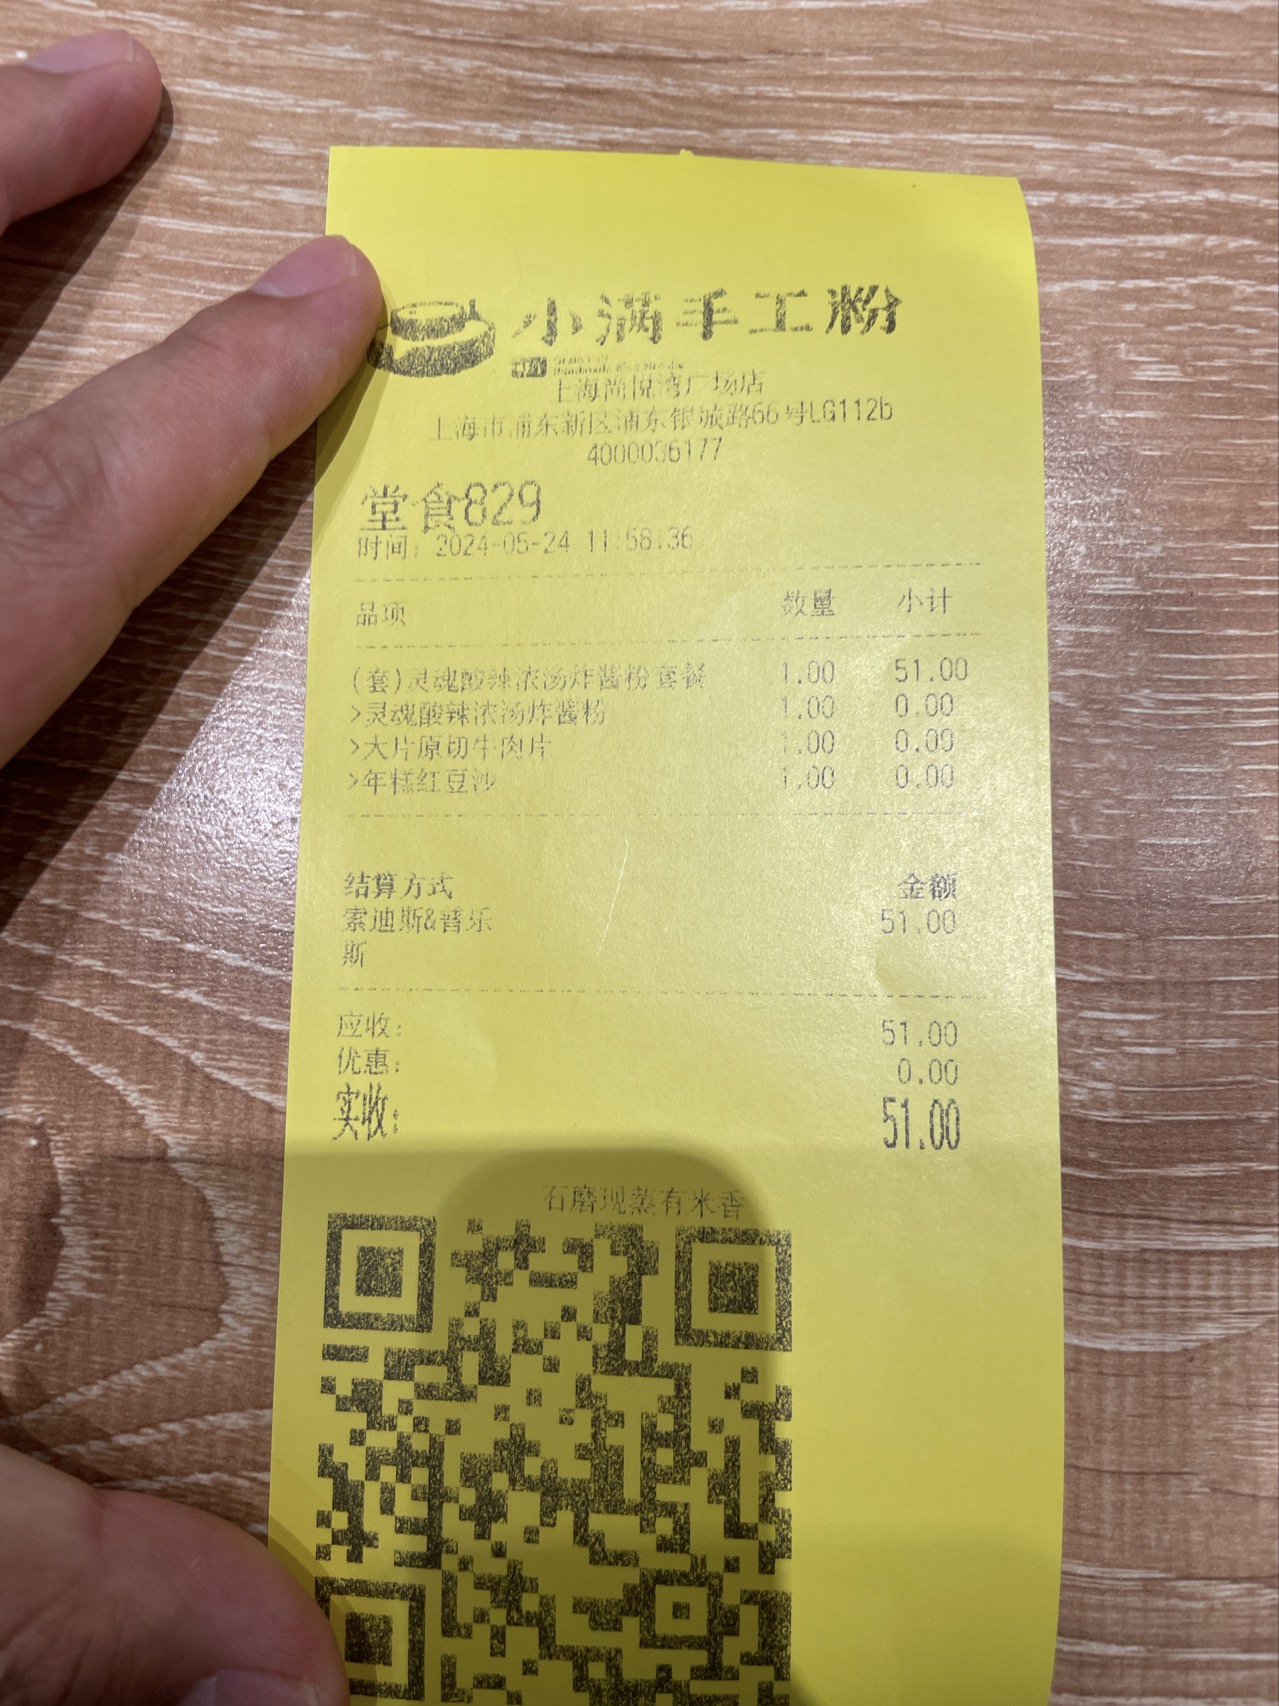 小满手工粉
上海尚悦湾广场店
上海市浦东新区浦东银城路66号LG112b
4000036177
堂食829
时间：2024-05-24 11:58:36
品项 数量 小计
(套)灵魂酸辣浓汤炸酱粉套餐 1.00 51.00
>灵魂酸辣浓汤炸酱粉 1.00 0.00
>大片原切牛肉片 1.00 0.00
>年糕红豆沙 1.00 0.00
结算方式 金额
索迪斯&普乐 51.00
斯
应收: 51.00
优惠: 0.00
实收: 51.00
石磨现蒸有米香